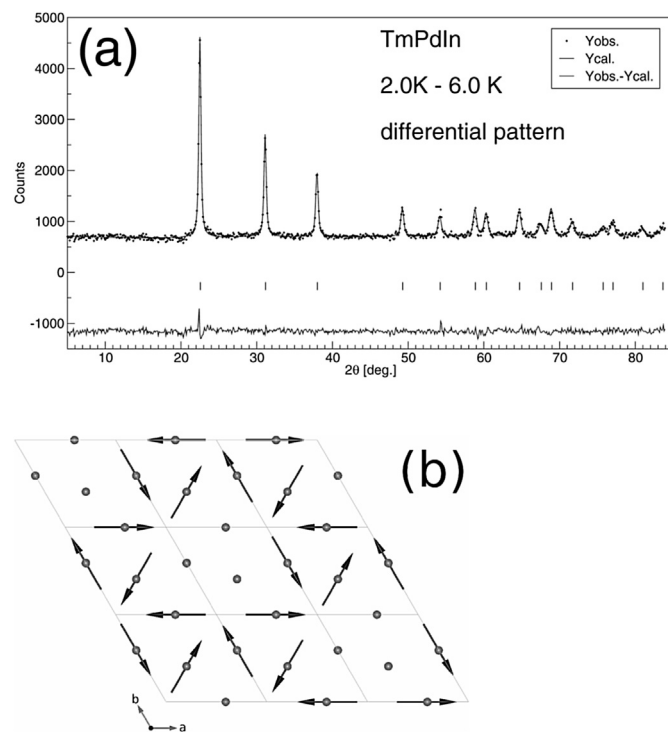 (a)
TmPdIn
2.0K - 6.0 K
differential pattern
Yobs.
Ycal.
Yobs.-Ycal.
5000
4000
3000
2000
1000
0
-1000
Counts
10 20 30 40 50 60 70 80
2θ [deg.]
(b)
b
a